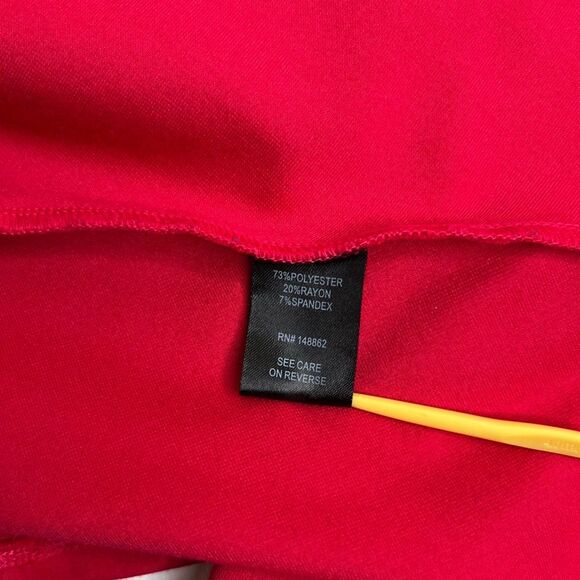 73%POLYESTER
20%RAYON
7%SPANDEX
RN# 148862
SEE CARE
ON REVERSE